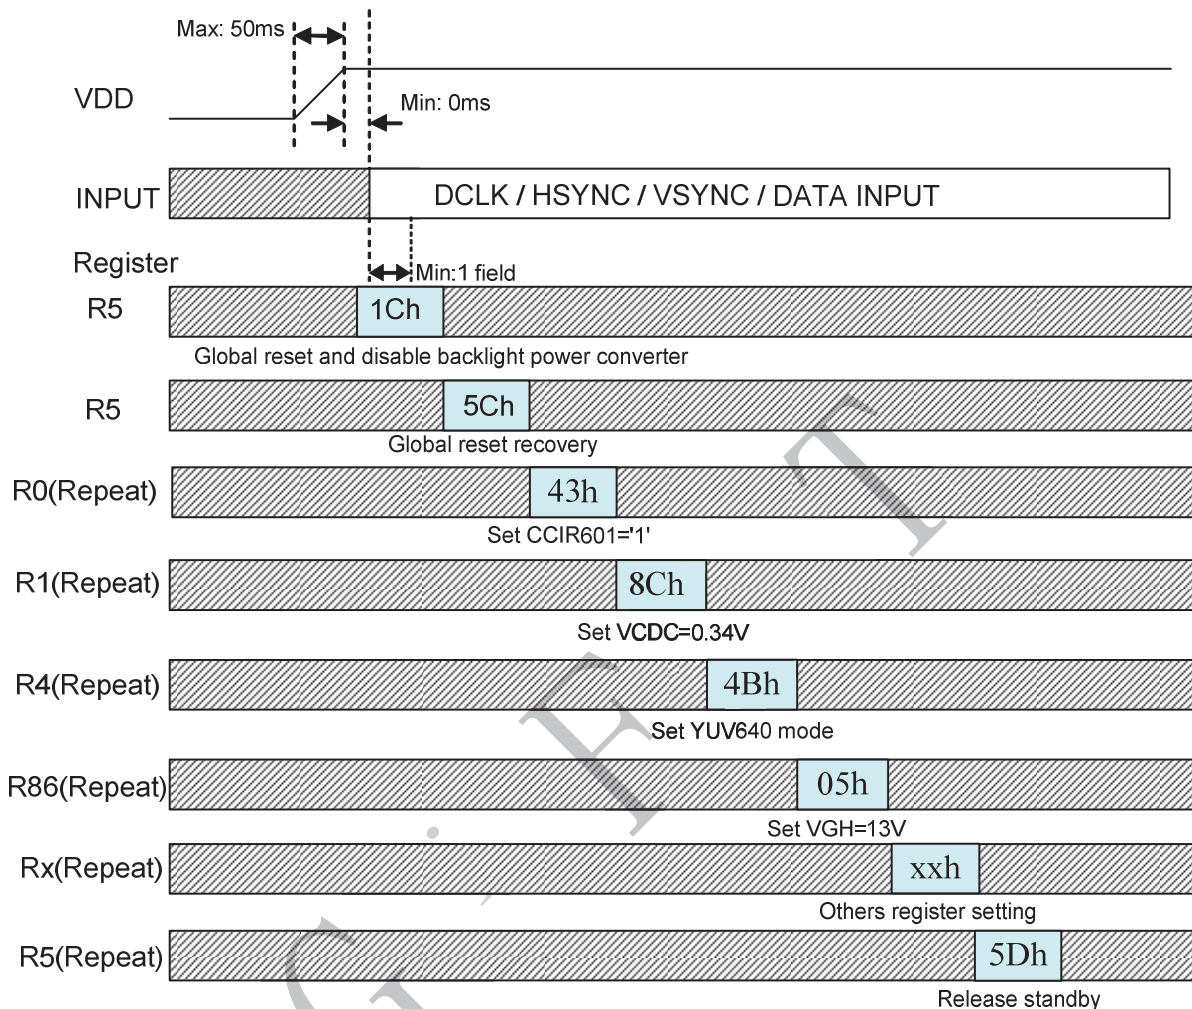 Max: 50ms
VDD
Min: 0ms
INPUT
DCLK / HSYNC / VSYNC / DATA INPUT
Register
Min:1 field
R5
1Ch
Global reset and disable backlight power converter
R5
5Ch
Global reset recovery
R0(Repeat)
43h
Set CCIR601='1'
R1(Repeat)
8Ch
Set VCDC=0.34V
R4(Repeat)
4Bh
Set YUV640 mode
R86(Repeat)
05h
Set VGH=13V
Rx(Repeat)
xxh
Others register setting
R5(Repeat)
5Dh
Release standby
GiFT